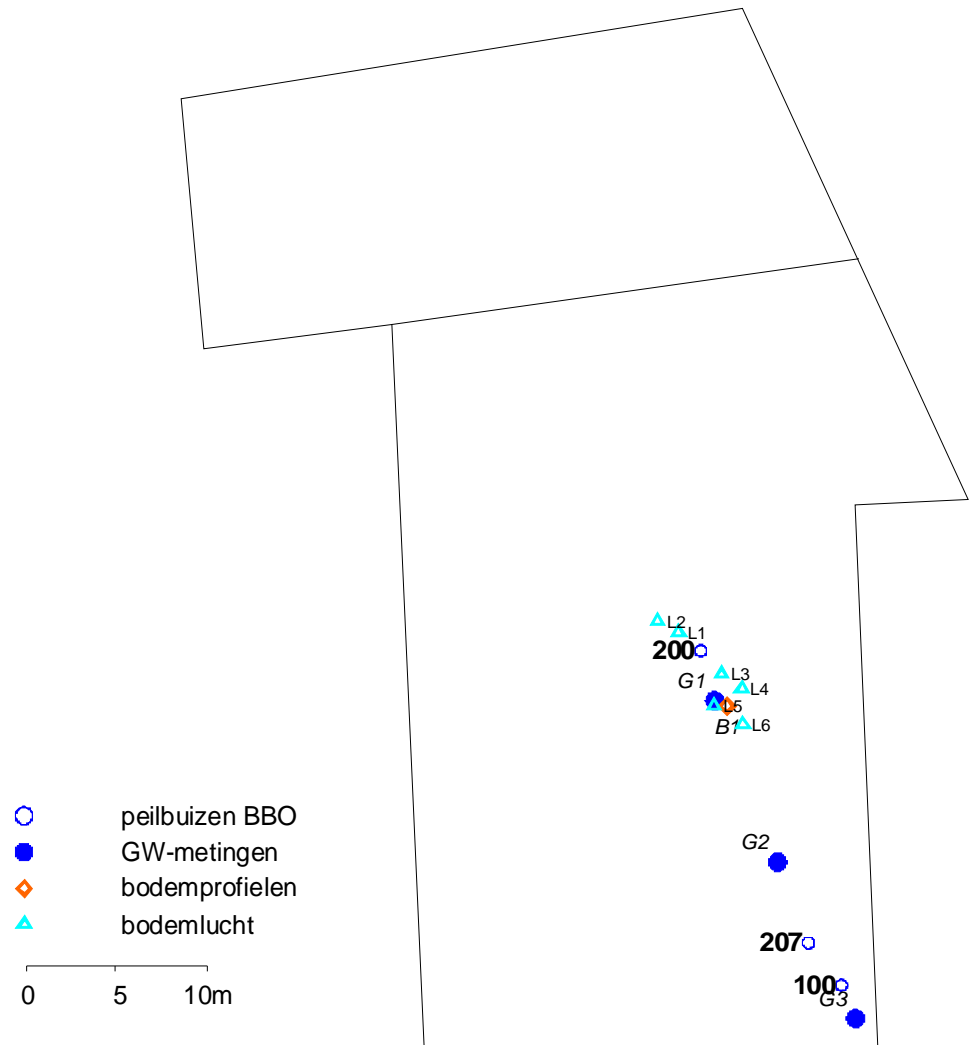 L2
L1
200
L3
G1
L4
L5
B1
L6
peilbuizen BBO
GW-metingen
G2
bodemprofielen
bodemlucht
207
100
G3
0 5 10m